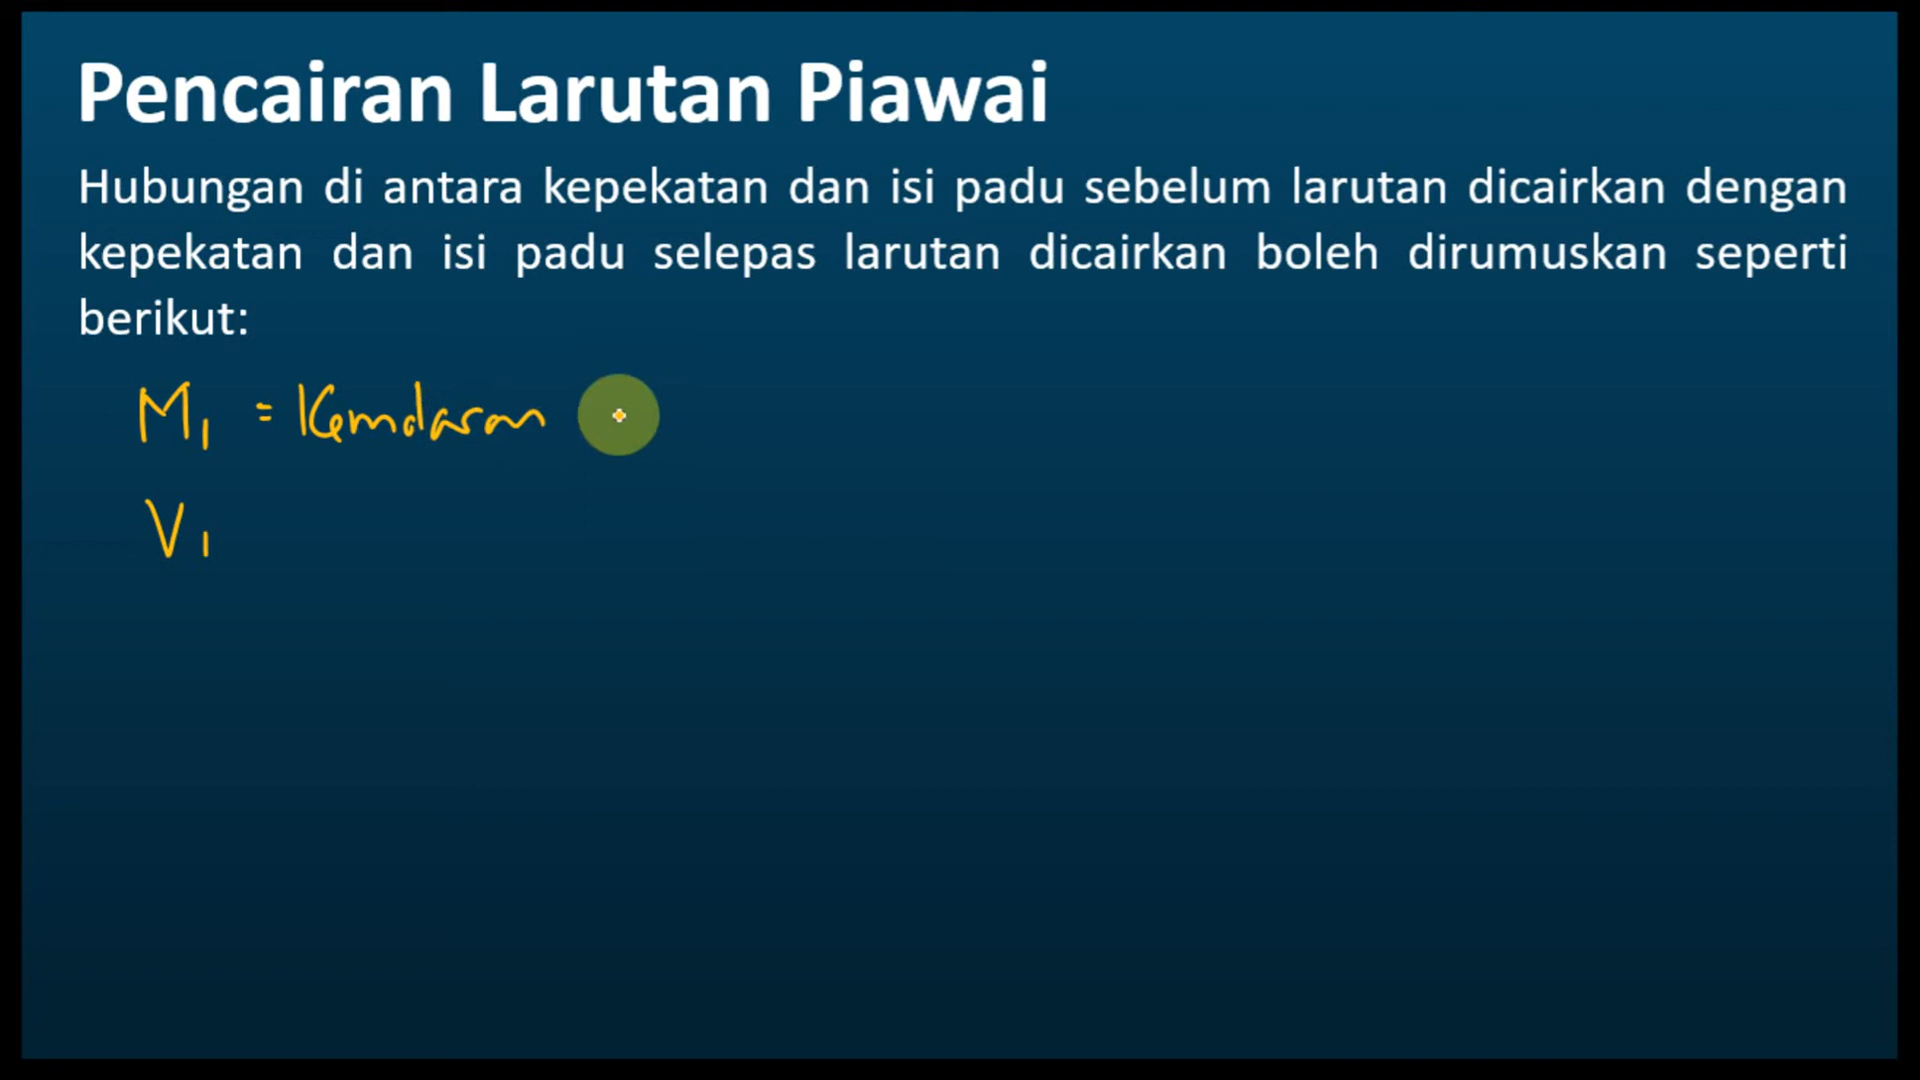 Pencairan Larutan Piawai
Hubungan di antara kepekatan dan isi padu sebelum larutan dicairkan dengan
kepekatan dan isi padu selepas larutan dicairkan boleh dirumuskan seperti
berikut:
M₁ = Kemolaran
V₁